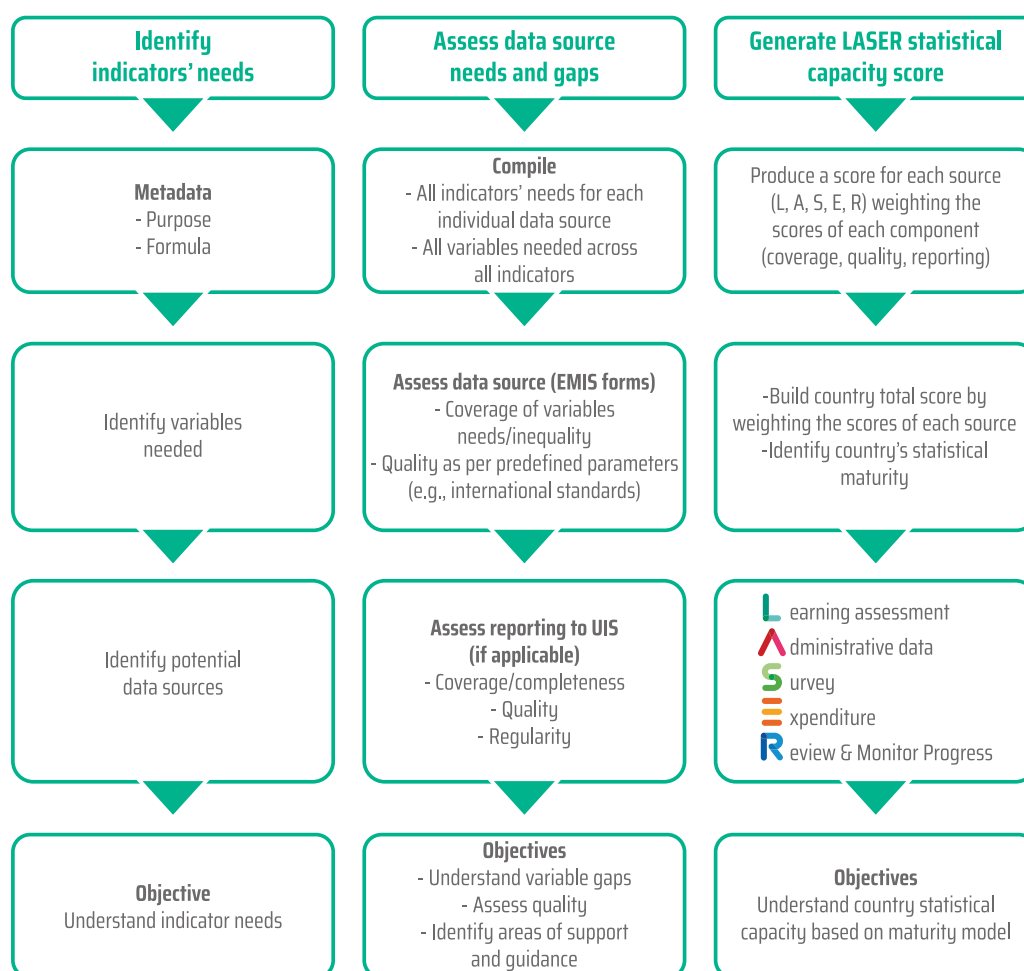 Identify
indicators' needs
Metadata
- Purpose
- Formula
Identify variables
needed
Identify potential
data sources
Objective
Understand indicator needs
Assess data source
needs and gaps
Compile
- All indicators' needs for each
individual data source
- All variables needed across
all indicators
Assess data source (EMIS forms)
- Coverage of variables
needs/inequality
- Quality as per predefined parameters
(e.g., international standards)
Assess reporting to UIS
(if applicable)
- Coverage/completeness
- Quality
- Regularity
Objectives
- Understand variable gaps
- Assess quality
- Identify areas of support
and guidance
Generate LASER statistical
capacity score
Produce a score for each source
(L, A, S, E, R) weighting the
scores of each component
(coverage, quality, reporting)
-Build country total score by
weighting the scores of each source
-Identify country's statistical
maturity
L earning assessment
A dministrative data
S urvey
E xpenditure
R eview & Monitor Progress
Objectives
Understand country statistical
capacity based on maturity model